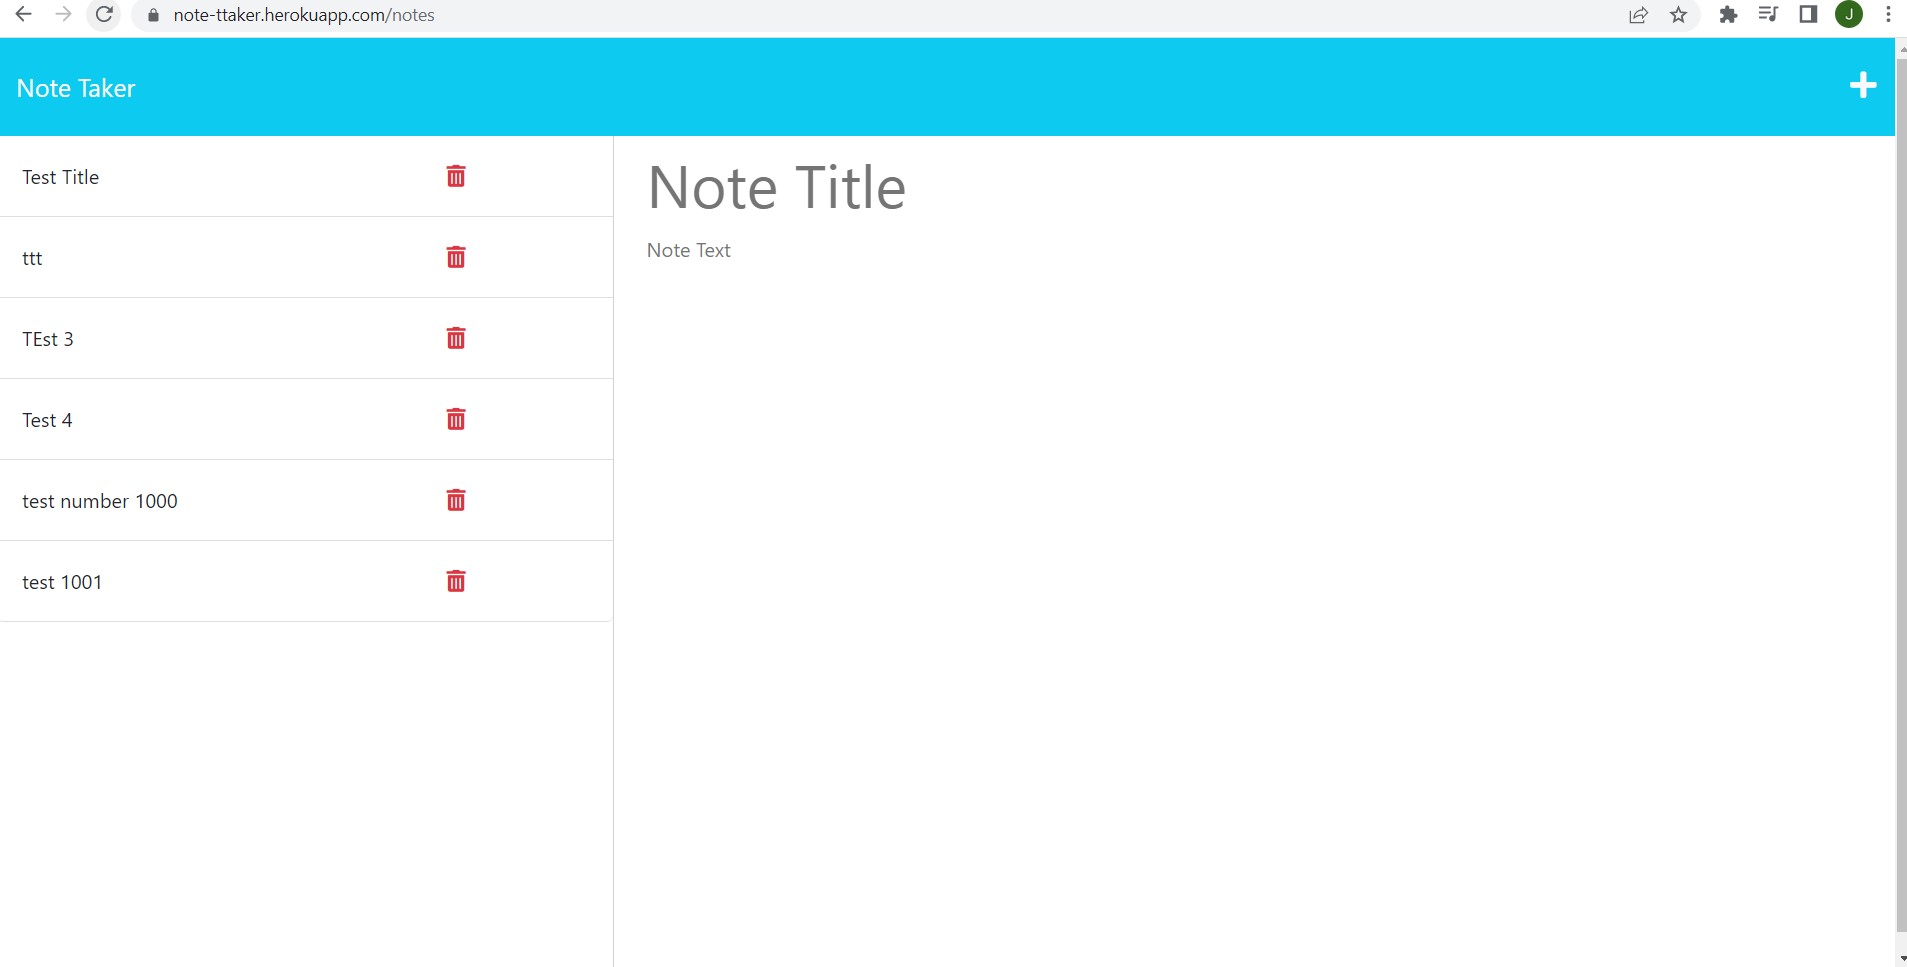 note-ttaker.herokuapp.com/notes
J
Note Taker
Test Title
ttt
TEst 3
Test 4
test number 1000
test 1001
Note Title
Note Text